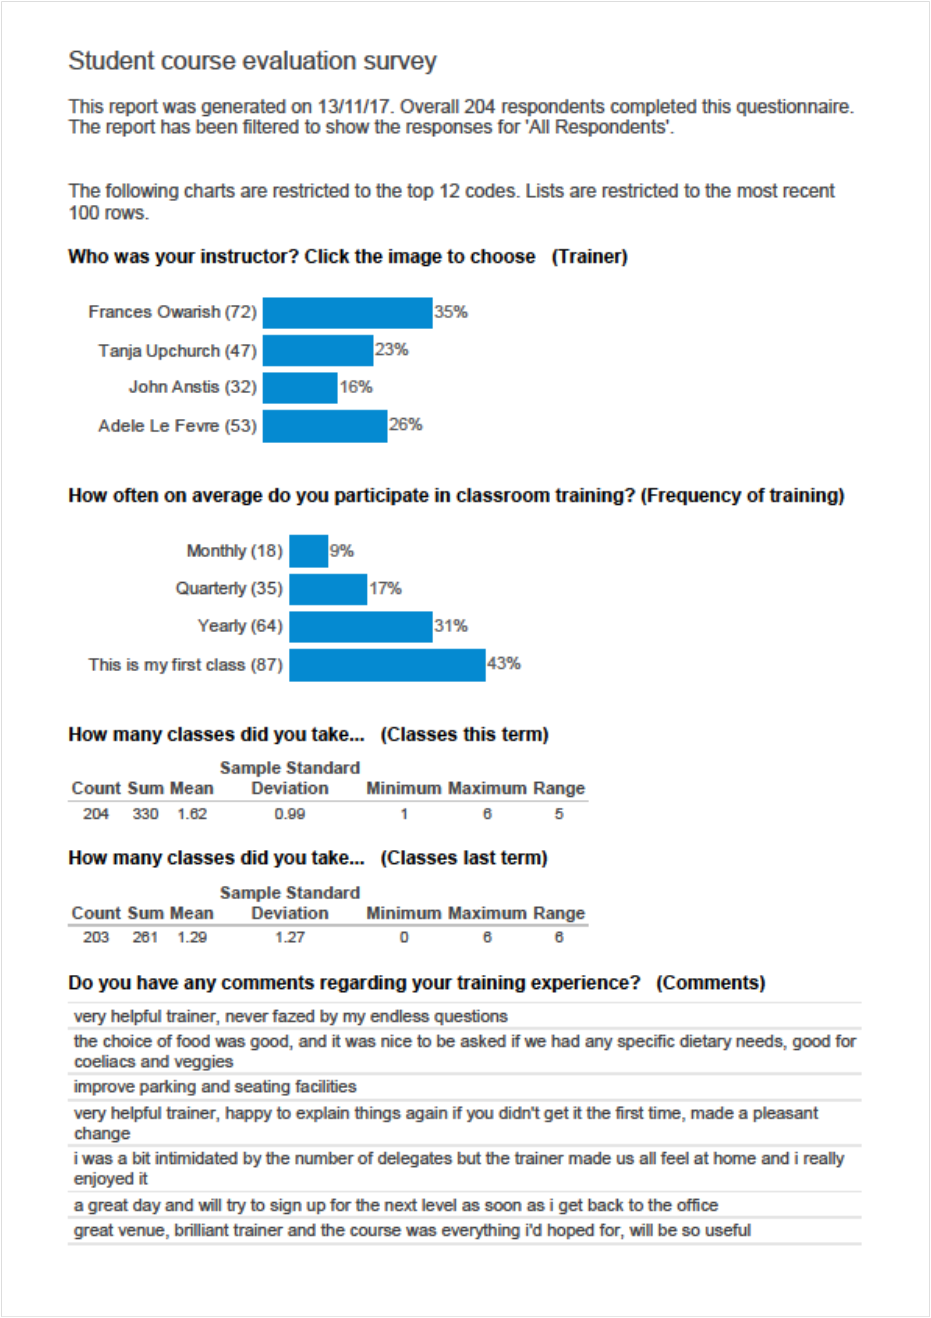 Student course evaluation survey
This report was generated on 13/11/17. Overall 204 respondents completed this questionnaire.
The report has been filtered to show the responses for 'All Respondents'.
The following charts are restricted to the top 12 codes. Lists are restricted to the most recent
100 rows.
Who was your instructor? Click the image to choose (Trainer)
Frances Owarish (72) 35%
Tanja Upchurch (47) 23%
John Anstis (32) 16%
Adele Le Fevre (53) 26%
How often on average do you participate in classroom training? (Frequency of training)
Monthly (18) 9%
Quarterly (35) 17%
Yearly (64) 31%
This is my first class (87) 43%
How many classes did you take... (Classes this term)
Sample Standard
Count Sum Mean Deviation Minimum Maximum Range
204 330 1.62 0.99 1 6 5
How many classes did you take... (Classes last term)
Sample Standard
Count Sum Mean Deviation Minimum Maximum Range
203 261 1.29 1.27 0 6 6
Do you have any comments regarding your training experience? (Comments)
very helpful trainer, never fazed by my endless questions
the choice of food was good, and it was nice to be asked if we had any specific dietary needs, good for
coeliacs and veggies
improve parking and seating facilities
very helpful trainer, happy to explain things again if you didn't get it the first time, made a pleasant
change
i was a bit intimidated by the number of delegates but the trainer made us all feel at home and i really
enjoyed it
a great day and will try to sign up for the next level as soon as i get back to the office
great venue, brilliant trainer and the course was everything i'd hoped for, will be so useful